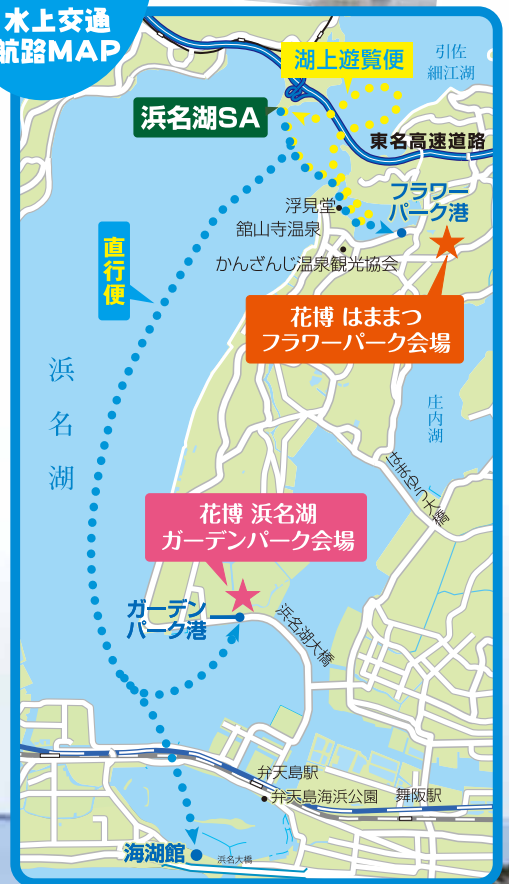 水上交通
航路MAP
湖上遊覧便
引佐
細江湖
浜名湖SA
東名高速道路
フラワー
パーク港
浮見堂
舘山寺温泉
かんざんじ温泉観光協会
直行便
花博 はままつ
フラワーパーク会場
浜名湖
庄内湖
はまゆう大橋
花博 浜名湖
ガーデンパーク会場
ガーデン
パーク港
浜名湖大橋
弁天島駅
弁天島海浜公園
舞阪駅
海湖館
浜名大橋